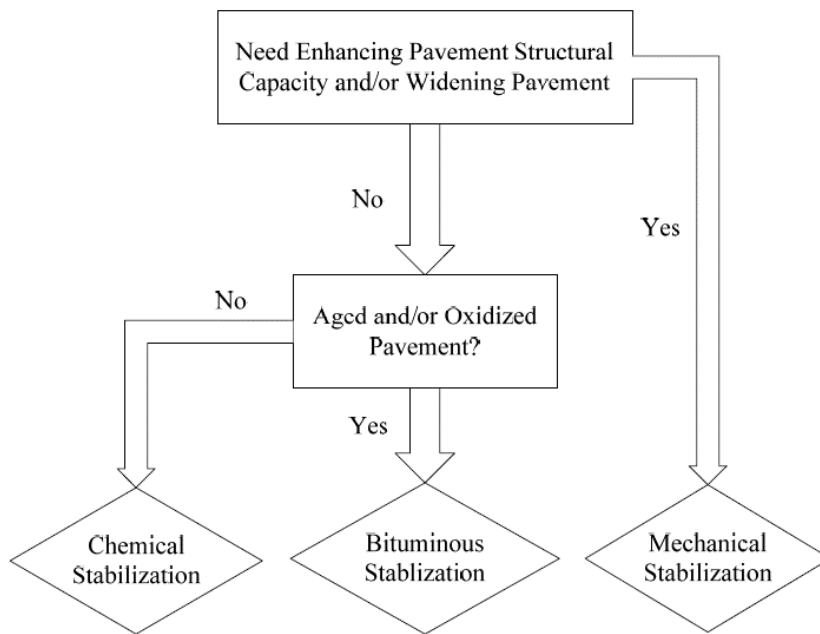 Need Enhancing Pavement Structural
Capacity and/or Widening Pavement
No
Yes
No
Aged and/or Oxidized
Pavement?
Yes
Chemical
Stabilization
Bituminous
Stablization
Mechanical
Stabilization